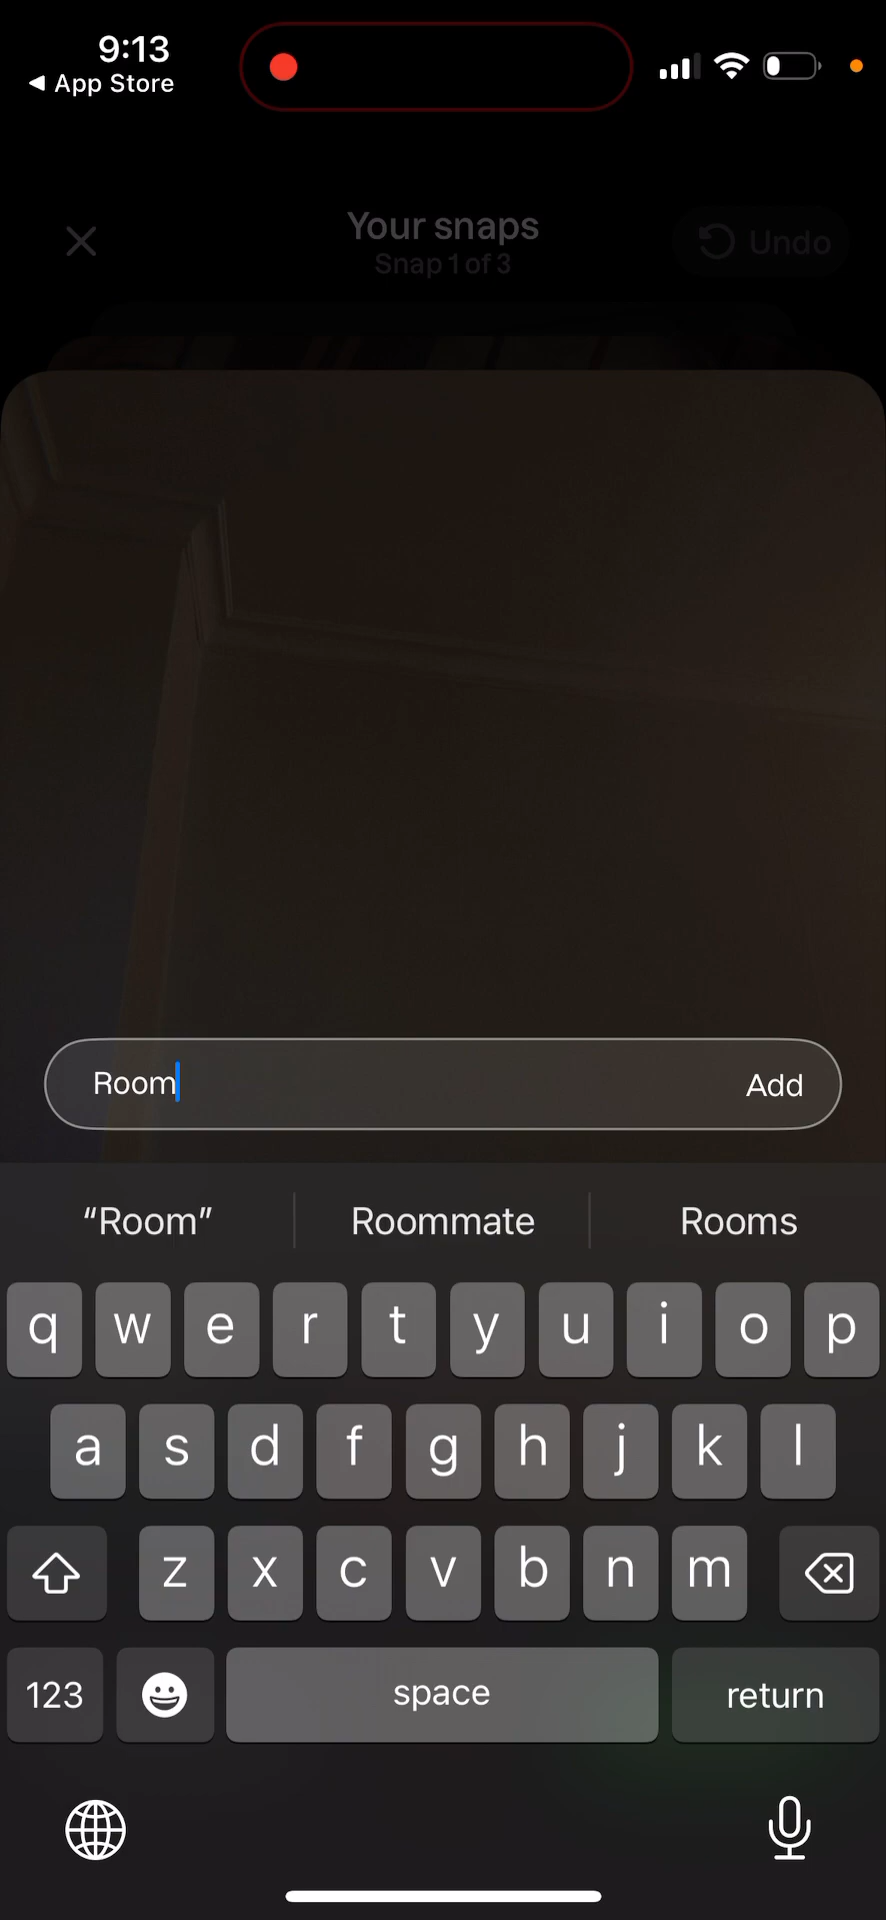 9:13
App Store
Your snaps
Snap 1 of 3
Undo
Room
Add
“Room” Roommate Rooms
q w e r t y u i o p
a s d f g h j k l
z x c v b n m
123 space return